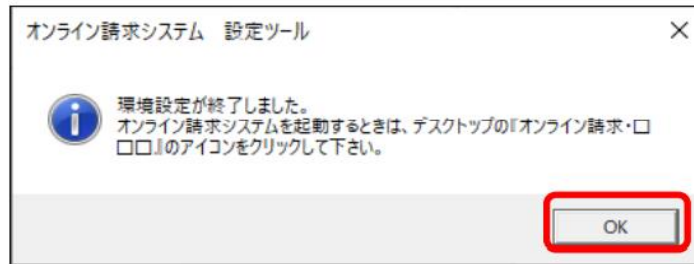 オンライン請求システム　設定ツール
環境設定が終了しました。
オンライン請求システムを起動するときは、デスクトップの『オンライン請求・□
□□□』のアイコンをクリックして下さい。
OK